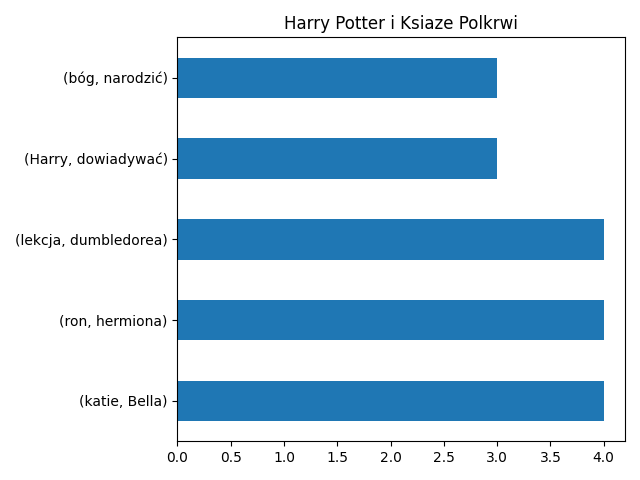 Harry Potter i Ksiaze Polkrwi
(bóg, narodzić)
(Harry, dowiadywać)
(lekcja, dumbledorea)
(ron, hermiona)
(katie, Bella)
0.0 0.5 1.0 1.5 2.0 2.5 3.0 3.5 4.0